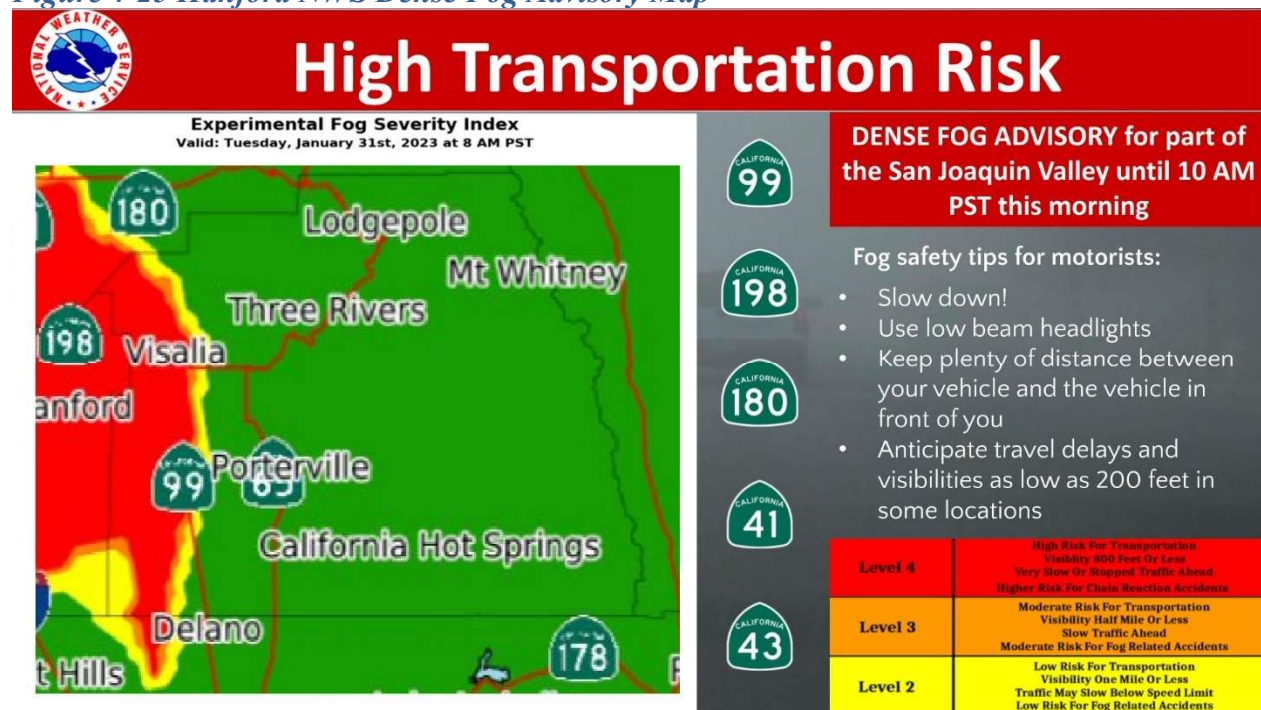 Figure 4-23 Hanford NWS Dense Fog Advisory Map
NATIONAL WEATHER SERVICE
High Transportation Risk
Experimental Fog Severity Index
Valid: Tuesday, January 31st, 2023 at 8 AM PST
180
Lodgepole
Mt Whitney
Three Rivers
198
Visalia
anford
99
Porterville
65
California Hot Springs
Delano
t Hills
178
CALIFORNIA
99
CALIFORNIA
198
CALIFORNIA
180
CALIFORNIA
41
CALIFORNIA
43
DENSE FOG ADVISORY for part of
the San Joaquin Valley until 10 AM
PST this morning
Fog safety tips for motorists:
• Slow down!
• Use low beam headlights
• Keep plenty of distance between
your vehicle and the vehicle in
front of you
• Anticipate travel delays and
visibilities as low as 200 feet in
some locations
Level 4
High Risk For Transportation
Visiblity 800 Feet Or Less
Very Slow Or Stopped Traffic Ahead
Higher Risk For Chain Reaction Accidents
Level 3
Moderate Risk For Transportation
Visibility Half Mile Or Less
Slow Traffic Ahead
Moderate Risk For Fog Related Accidents
Level 2
Low Risk For Transportation
Visibility One Mile Or Less
Traffic May Slow Below Speed Limit
Low Risk For Fog Related Accidents